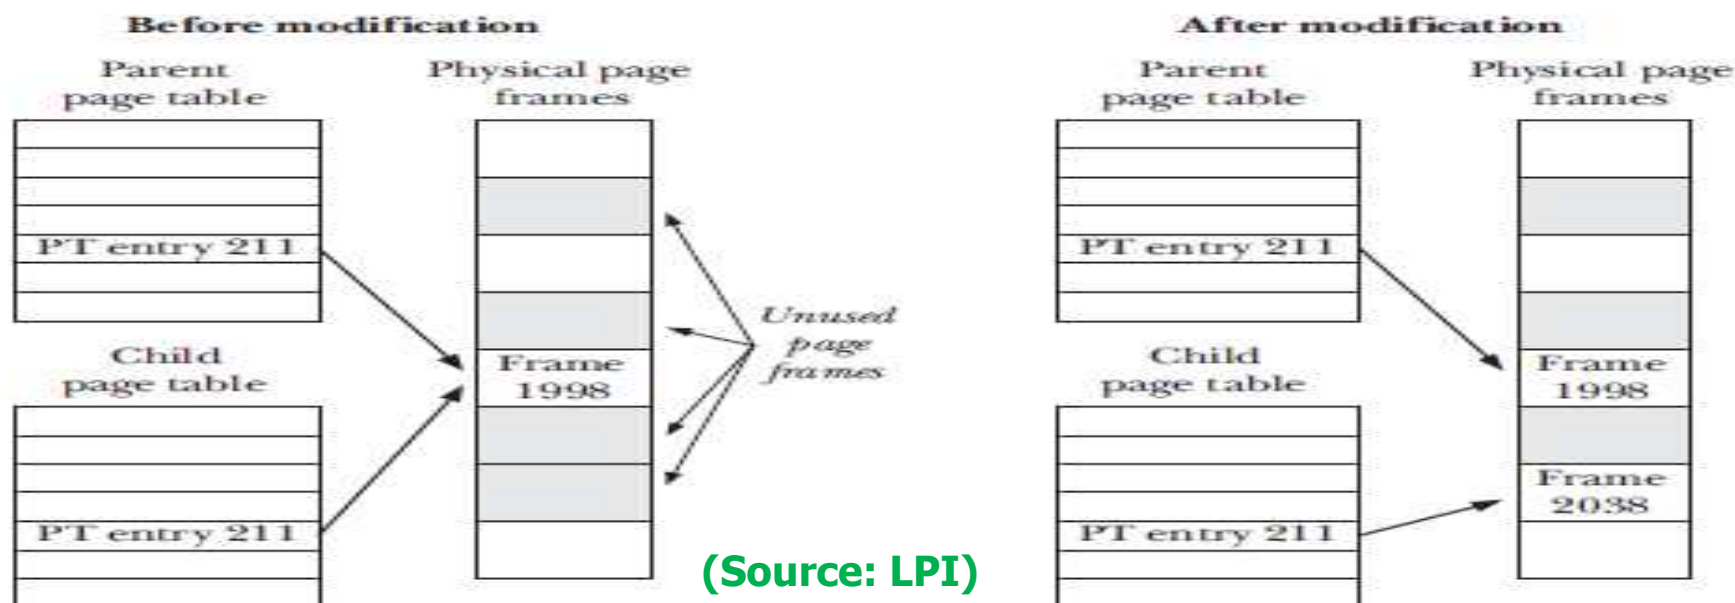 Before modification
Parent
page table
Physical page
frames
PT entry 211
Child
page table
PT entry 211
Frame
1998
Unused
page
frames
After modification
Parent
page table
Physical page
frames
PT entry 211
Child
page table
PT entry 211
Frame
1998
Frame
2038
(Source: LPI)